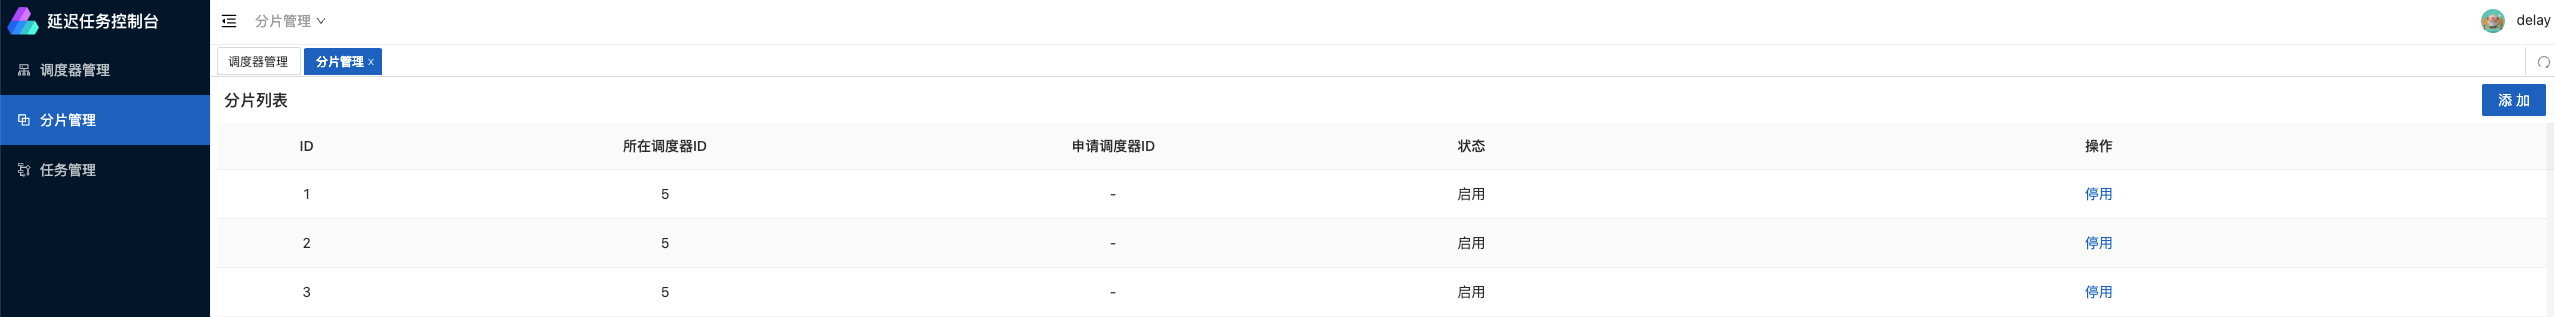 延迟任务控制台
分片管理
delay
调度器管理
分片管理
任务管理
调度器管理 分片管理 x
分片列表
添 加
ID 所在调度器ID 申请调度器ID 状态 操作
1 5 - 启用 停用
2 5 - 启用 停用
3 5 - 启用 停用